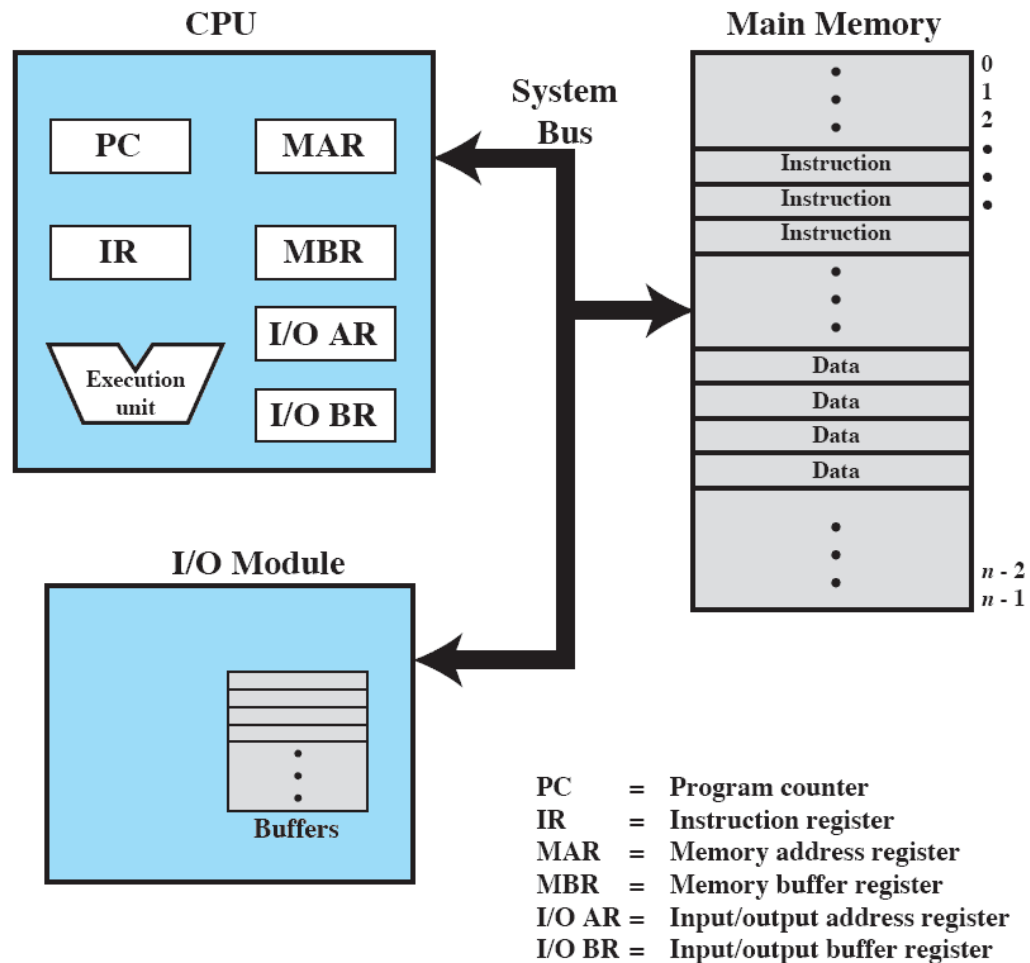 CPU
PC
MAR
IR
MBR
I/O AR
Execution
unit
I/O BR
System
Bus
Main Memory
0
1
2
Instruction
Instruction
Instruction
Data
Data
Data
Data
n - 2
n - 1
I/O Module
Buffers
PC = Program counter
IR = Instruction register
MAR = Memory address register
MBR = Memory buffer register
I/O AR = Input/output address register
I/O BR = Input/output buffer register